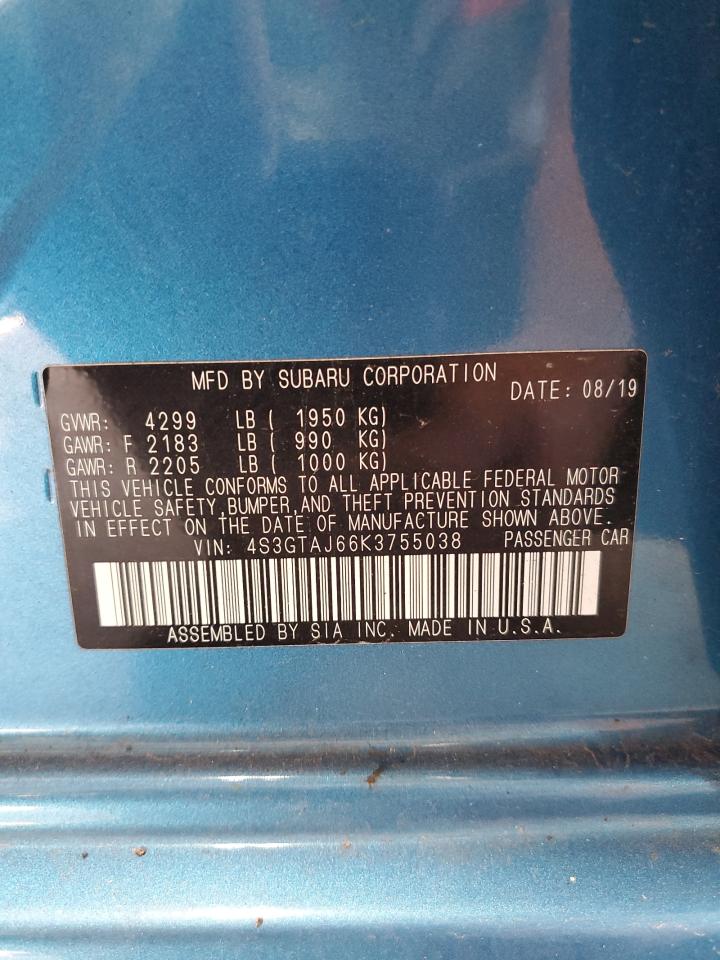 MFD BY SUBARU CORPORATION DATE: 08/19
GVWR: 4299 LB ( 1950 KG)
GAWR: F 2183 LB ( 990 KG)
GAWR: R 2205 LB ( 1000 KG)
THIS VEHICLE CONFORMS TO ALL APPLICABLE FEDERAL MOTOR
VEHICLE SAFETY,BUMPER,AND THEFT PREVENTION STANDARDS
IN EFFECT ON THE DATE OF MANUFACTURE SHOWN ABOVE.
VIN: 4S3GTAJ66K3755038 PASSENGER CAR
ASSEMBLED BY SIA INC. MADE IN U.S.A.